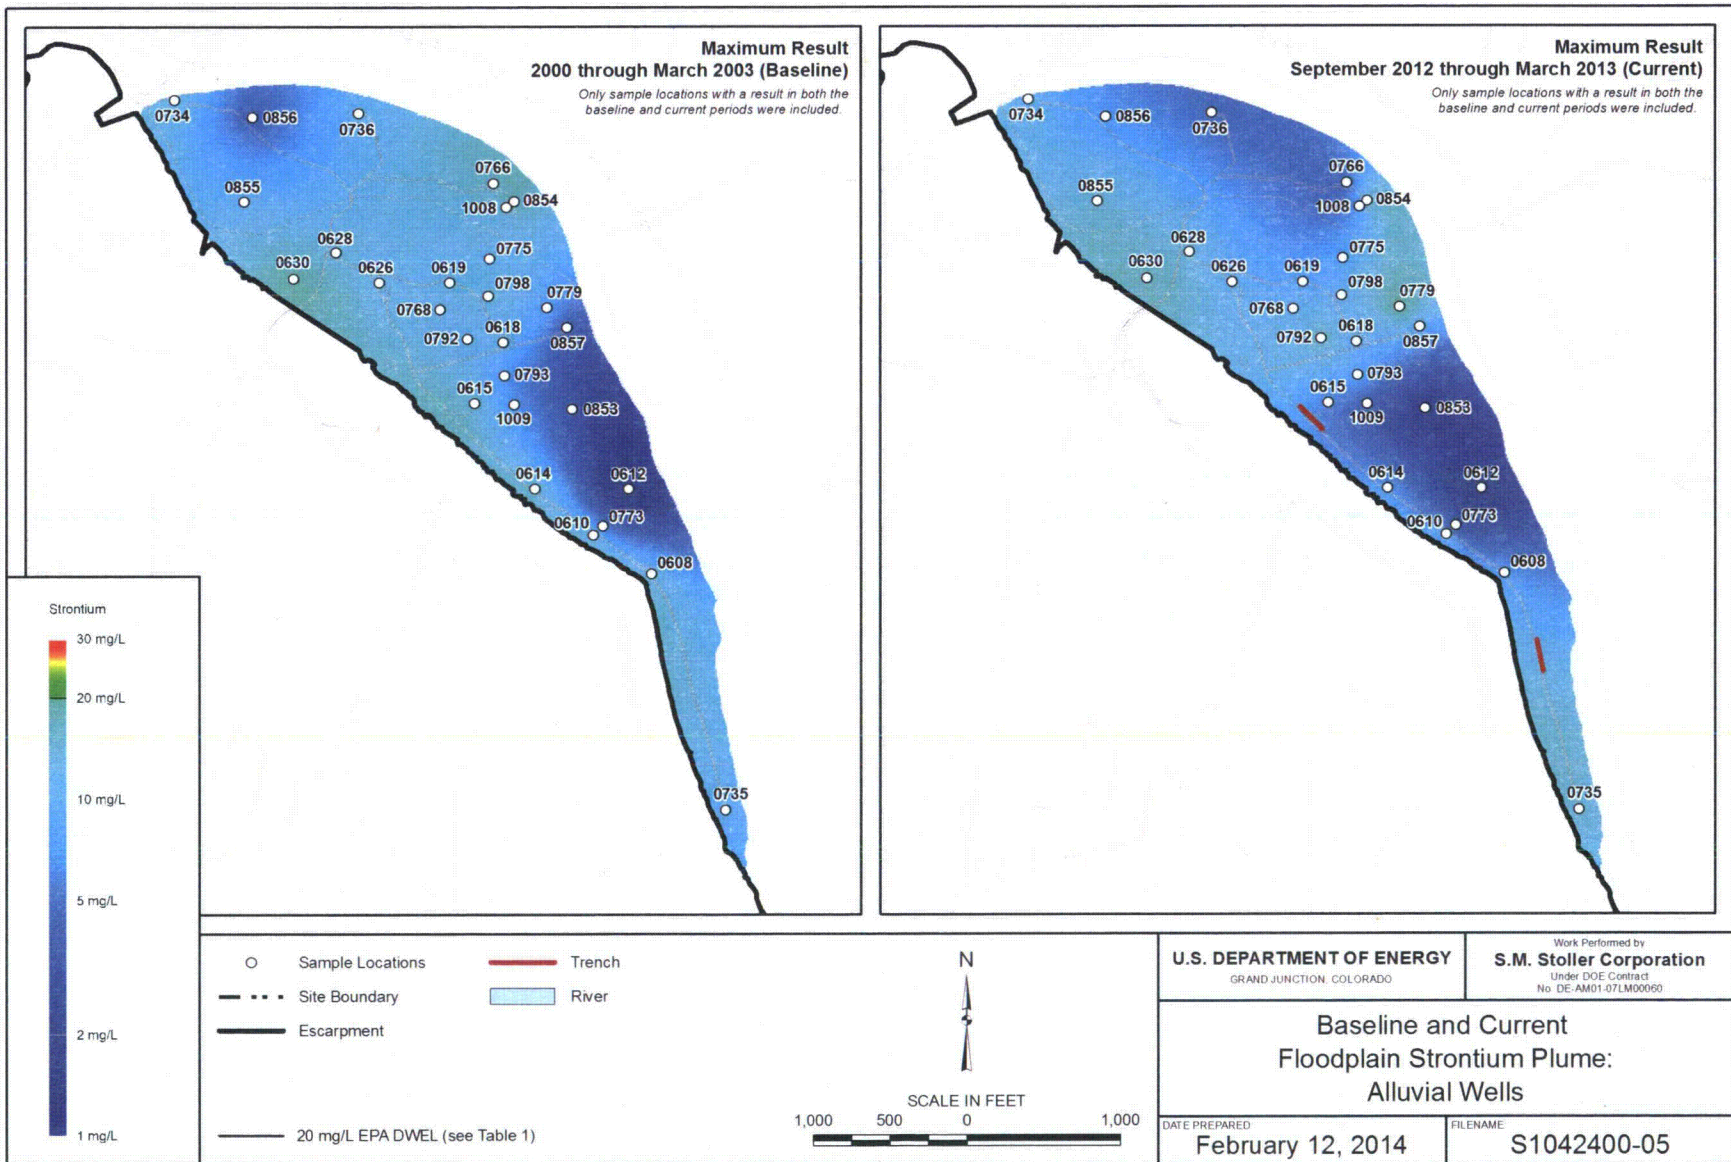 Maximum Result
2000 through March 2003 (Baseline)
Only sample locations with a result in both the
baseline and current periods were included.
0734
0856
0736
0766
0855
0854
1008
0628
0775
0630
0626
0619
0798
0779
0768
0618
0792
0857
0793
0615
0853
1009
0614
0612
0610
0773
0608
0735
Maximum Result
September 2012 through March 2013 (Current)
Only sample locations with a result in both the
baseline and current periods were included.
0734
0856
0736
0766
0855
0854
1008
0628
0775
0630
0626
0619
0798
0779
0768
0618
0792
0857
0793
0615
0853
1009
0614
0612
0610
0773
0608
0735
Strontium
30 mg/L
20 mg/L
10 mg/L
5 mg/L
2 mg/L
1 mg/L
Sample Locations
Trench
Site Boundary
River
Escarpment
20 mg/L EPA DWEL (see Table 1)
N
SCALE IN FEET
1,000 500 0 1,000
U.S. DEPARTMENT OF ENERGY
GRAND JUNCTION, COLORADO
Work Performed by
S.M. Stoller Corporation
Under DOE Contract
No. DE-AM01-07LM00060
Baseline and Current
Floodplain Strontium Plume:
Alluvial Wells
DATE PREPARED
February 12, 2014
FILENAME
S1042400-05